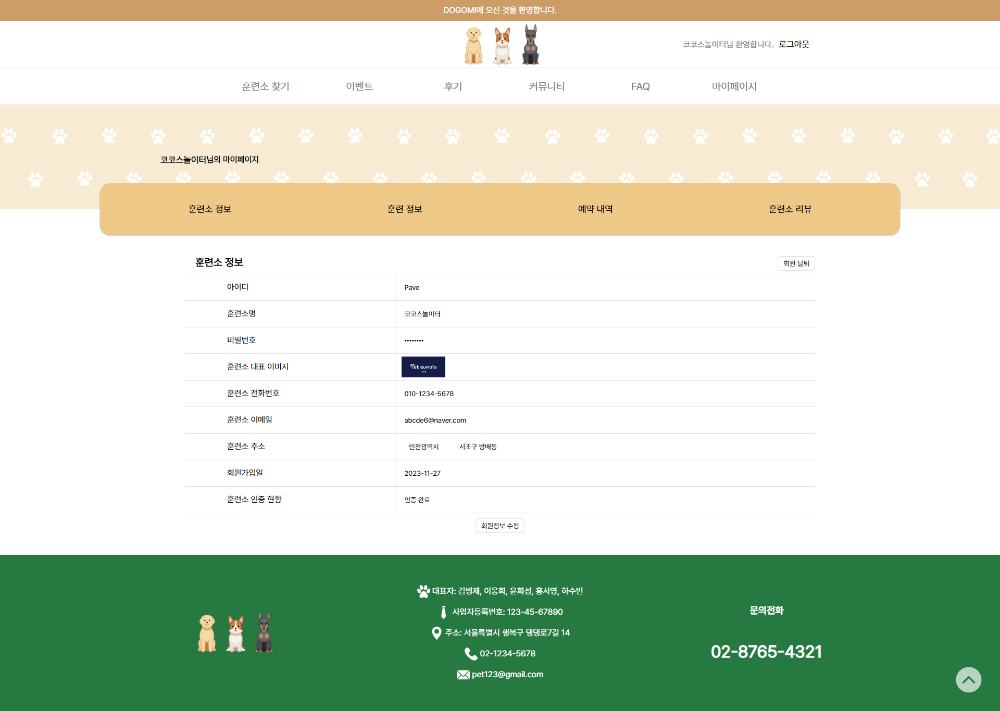 DOGOMI에 오신 것을 환영합니다.
코코스놀이터님 환영합니다. 로그아웃
훈련소 찾기 이벤트 후기 커뮤니티 FAQ 마이페이지
코코스놀이터님의 마이페이지
훈련소 정보 훈련 정보 예약 내역 훈련소 리뷰
훈련소 정보 회원 탈퇴
아이디 Pave
훈련소명 코코스놀이터
비밀번호 ••••••••
훈련소 대표 이미지 Pet eunoia
훈련소 전화번호 010-1234-5678
훈련소 이메일 abcde6@naver.com
훈련소 주소 인천광역시 서초구 방배동
회원가입일 2023-11-27
훈련소 인증 현황 인증 완료
회원정보 수정
대표자: 김병제, 이웅희, 윤희성, 홍서영, 하수빈
사업자등록번호: 123-45-67890
주소: 서울특별시 행복구 댕댕로7길 14
02-1234-5678
pet123@gmail.com
문의전화
02-8765-4321